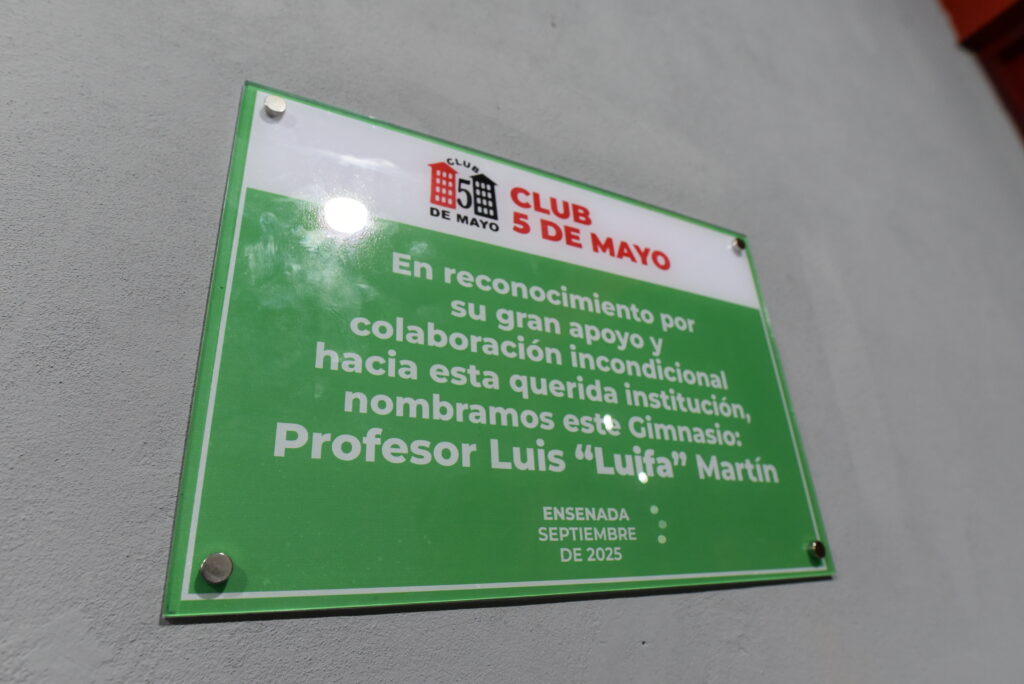 CLUB
5
DE MAYO
CLUB
5 DE MAYO
En reconocimiento por
su gran apoyo y
colaboración incondicional
hacia esta querida institución,
nombramos este Gimnasio:
Profesor Luis “Luifa” Martín
ENSENADA
SEPTIEMBRE
DE 2025